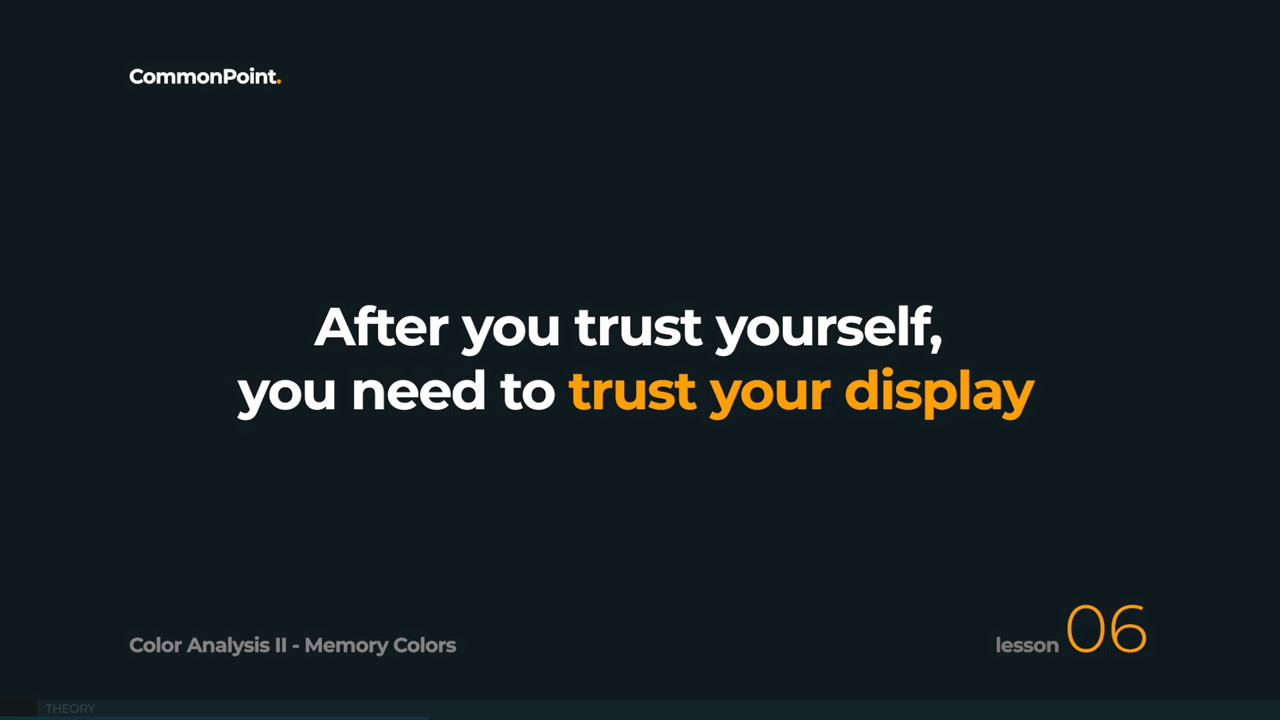 CommonPoint.
After you trust yourself,
you need to trust your display
Color Analysis II - Memory Colors
lesson 06
THEORY